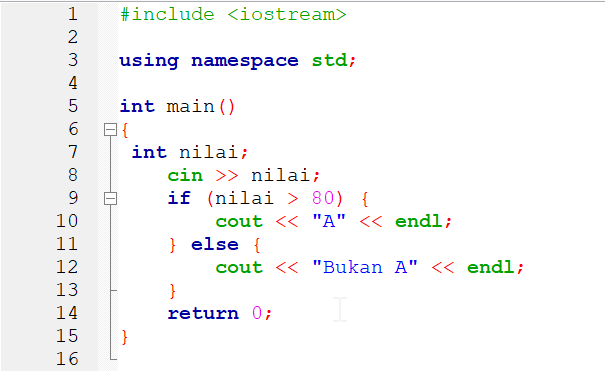 1 #include <iostream>
2
3 using namespace std;
4
5 int main()
6 {
7 int nilai;
8 cin >> nilai;
9 if (nilai > 80) {
10 cout << "A" << endl;
11 } else {
12 cout << "Bukan A" << endl;
13 }
14 return 0;
15 }
16